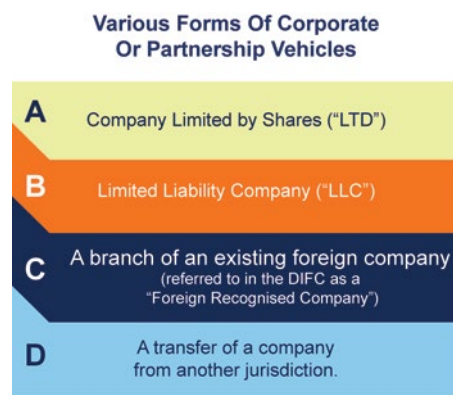 Various Forms Of Corporate
Or Partnership Vehicles
A
Company Limited by Shares (“LTD”)
B
Limited Liability Company (“LLC”)
C
A branch of an existing foreign company
(referred to in the DIFC as a
“Foreign Recognised Company”)
D
A transfer of a company
from another jurisdiction.